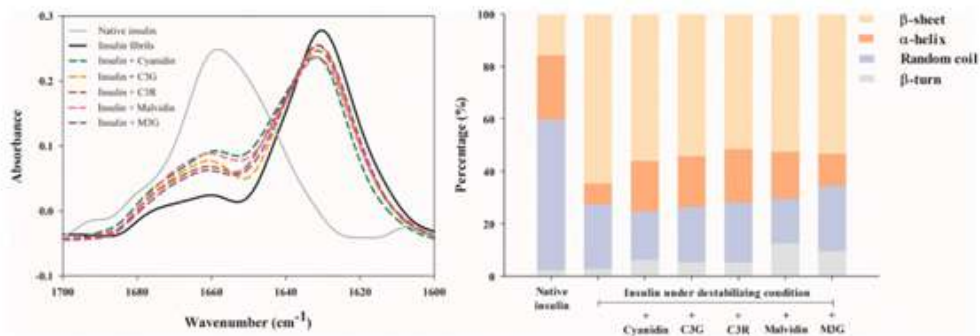 0.3
0.2
0.1
0.0
-0.1
Absorbance
Native insulin
Insulin fibrils
Insulin + Cyanidin
Insulin + C3G
Insulin + C3R
Insulin + Malvidin
Insulin + M3G
1700 1660 1640 1620 1600
Wavenumber (cm⁻¹)
100
80
60
40
20
0
Percentage (%)
β-sheet
α-helix
Random coil
β-turn
Native insulin
Insulin under destabilizing condition
+ + + + +
Cyanidin C3G C3R Malvidin M3G